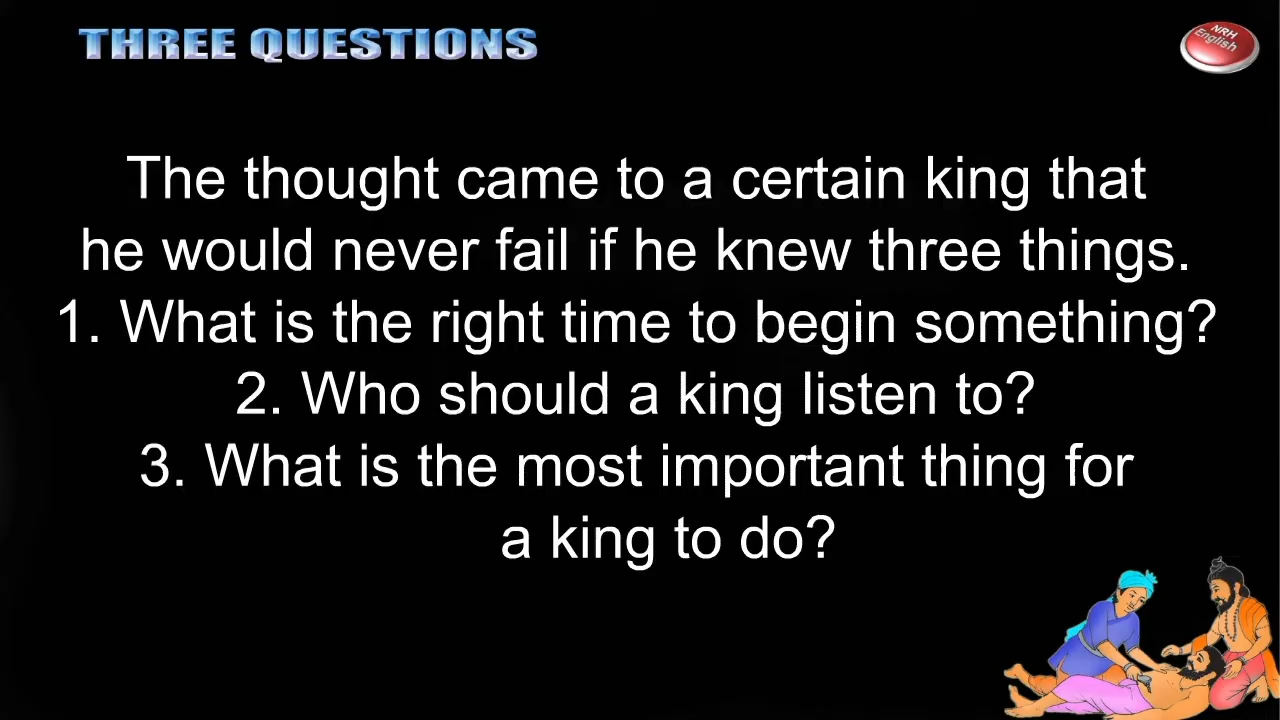 THREE QUESTIONS
NRH
English
The thought came to a certain king that
he would never fail if he knew three things.
1. What is the right time to begin something?
2. Who should a king listen to?
3. What is the most important thing for
a king to do?